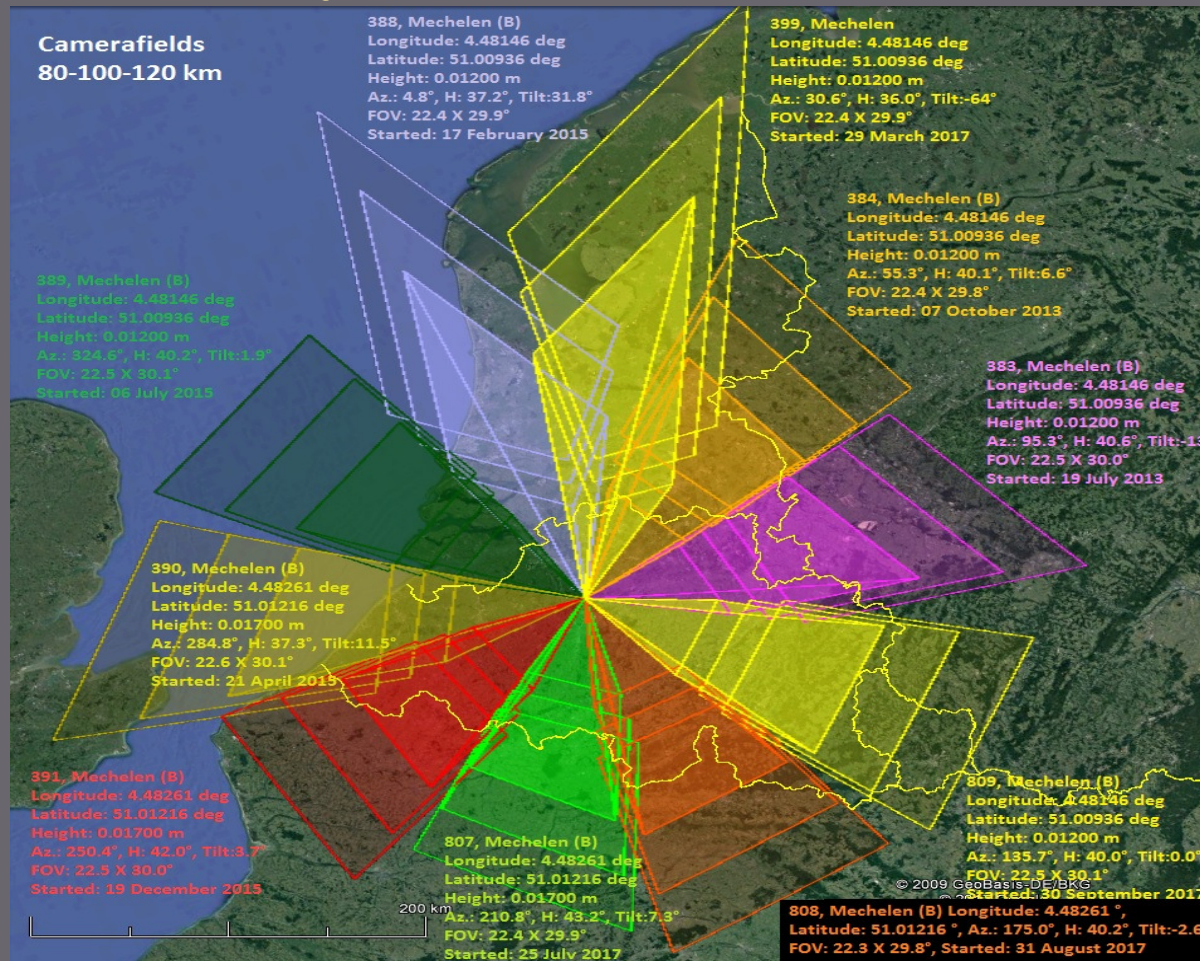 Camerafields
80-100-120 km
388, Mechelen (B)
Longitude: 4.48146 deg
Latitude: 51.00936 deg
Height: 0.01200 m
Az.: 4.8°, H: 37.2°, Tilt:31.8°
FOV: 22.4 X 29.9°
Started: 17 February 2015
399, Mechelen
Longitude: 4.48146 deg
Latitude: 51.00936 deg
Height: 0.01200 m
Az.: 30.6°, H: 36.0°, Tilt:-64°
FOV: 22.4 X 29.9°
Started: 29 March 2017
384, Mechelen (B)
Longitude: 4.48146 deg
Latitude: 51.00936 deg
Height: 0.01200 m
Az.: 55.3°, H: 40.1°, Tilt:6.6°
FOV: 22.4 X 29.8°
Started: 07 October 2013
389, Mechelen (B)
Longitude: 4.48146 deg
Latitude: 51.00936 deg
Height: 0.01200 m
Az.: 324.6°, H: 40.2°, Tilt:1.9°
FOV: 22.5 X 30.1°
Started: 06 July 2015
383, Mechelen (B)
Longitude: 4.48146 deg
Latitude: 51.00936 deg
Height: 0.01200 m
Az.: 95.3°, H: 40.6°, Tilt:-13
FOV: 22.5 X 30.0°
Started: 19 July 2013
390, Mechelen (B)
Longitude: 4.48261 deg
Latitude: 51.01216 deg
Height: 0.01700 m
Az.: 284.8°, H: 37.3°, Tilt:11.5°
FOV: 22.6 X 30.1°
Started: 21 April 2015
391, Mechelen (B)
Longitude: 4.48261 deg
Latitude: 51.01216 deg
Height: 0.01700 m
Az.: 250.4°, H: 42.0°, Tilt:3.7°
FOV: 22.5 X 30.0°
Started: 19 December 2015
807, Mechelen (B)
Longitude: 4.48261 deg
Latitude: 51.01216 deg
Height: 0.01700 m
Az.: 210.8°, H: 43.2°, Tilt:7.3°
FOV: 22.4 X 29.9°
Started: 25 July 2017
809, Mechelen (B)
Longitude: 4.48146 deg
Latitude: 51.00936 deg
Height: 0.01200 m
Az.: 135.7°, H: 40.0°, Tilt:0.0°
FOV: 22.5 X 30.1°
Started: 30 September 2017
© 2009 GeoBasis-DE/BKG
200 km
808, Mechelen (B) Longitude: 4.48261 °,
Latitude: 51.01216 °, Az.: 175.0°, H: 40.2°, Tilt:-2.6
FOV: 22.3 X 29.8°, Started: 31 August 2017